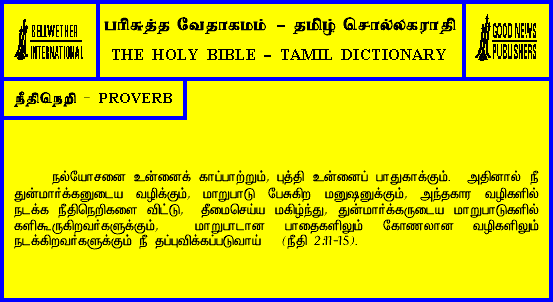 BELLWETHER
INTERNATIONAL
பரிசுத்த வேதாகமம் – தமிழ் சொல்லகராதி
THE HOLY BIBLE – TAMIL DICTIONARY
GOOD NEWS
PUBLISHERS
நீதிநெறி – PROVERB
நல்யோசனை உன்னைக் காப்பாற்றும், புத்தி உன்னைப் பாதுகாக்கும். அதினால் நீ
துன்மார்க்கனுடைய வழிக்கும், மாறுபாடு பேசுகிற மனுஷனுக்கும், அந்தகார வழிகளில்
நடக்க நீதிநெறிகளை விட்டு, தீமைசெய்ய மகிழ்ந்து, துன்மார்க்கருடைய மாறுபாடுகளில்
களிகூருகிறவர்களுக்கும், மாறுபாடான பாதைகளிலும் கோணலான வழிகளிலும்
நடக்கிறவர்களுக்கும் நீ தப்புவிக்கப்படுவாய் (நீதி 2:11-15).